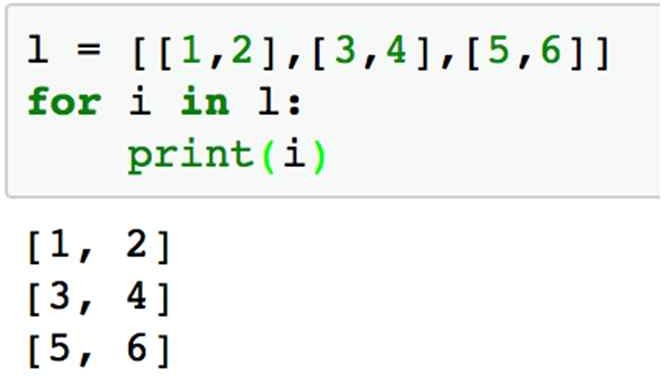 l = [[1,2],[3,4],[5,6]]
for i in l:
    print(i)
[1, 2]
[3, 4]
[5, 6]